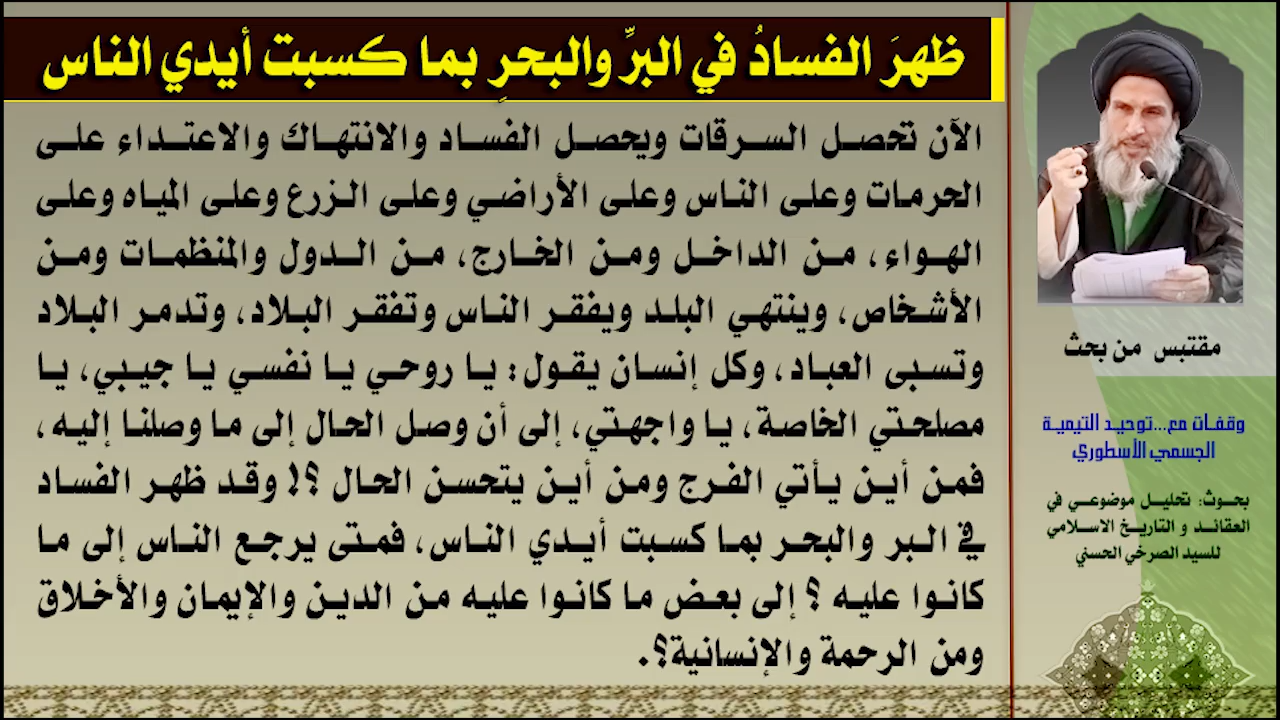 ظهرَ الفسادُ في البرِّ والبحرِ بما كسبت أيدي الناس
الآن تحصل السرقات ويحصل الفساد والانتهاك والاعتداء على
الحرمات وعلى الناس وعلى الأراضي وعلى الزرع وعلى المياه وعلى
الهواء، من الداخل ومن الخارج، من الدول والمنظمات ومن
الأشخاص، وينتهي البلد ويفقر الناس وتفقر البلاد، وتدمر البلاد
وتسبى العباد، وكل إنسان يقول: يا روحي يا نفسي يا جيبي، يا
مصلحتي الخاصة، يا واجهتي، إلى أن وصل الحال إلى ما وصلنا إليه،
فمن أين يأتي الفرج ومن أين يتحسن الحال ؟! وقد ظهر الفساد
في البر والبحر بما كسبت أيدي الناس، فمتى يرجع الناس إلى ما
كانوا عليه ؟ إلى بعض ما كانوا عليه من الدين والإيمان والأخلاق
ومن الرحمة والإنسانية؟.
مقتبس من بحث
وقفات مع...توحيد التيمية
الجسمي الأسطوري
بحوث: تحليل موضوعي في
العقائد و التاريخ الاسلامي
للسيد الصرخي الحسني